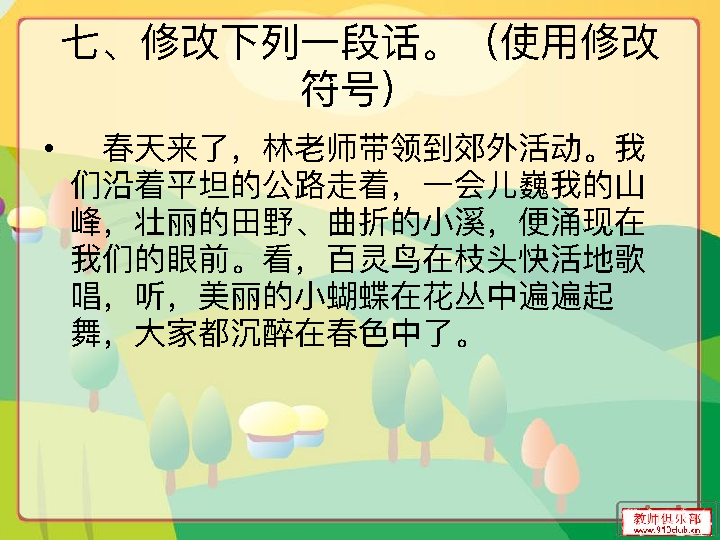 七、修改下列一段话。（使用修改
符号）
• 春天来了，林老师带领到郊外活动。我
们沿着平坦的公路走着，一会儿巍我的山
峰，壮丽的田野、曲折的小溪，便涌现在
我们的眼前。看，百灵鸟在枝头快活地歌
唱，听，美丽的小蝴蝶在花丛中遍遍起
舞，大家都沉醉在春色中了。
教师俱乐部
www.910club.cn